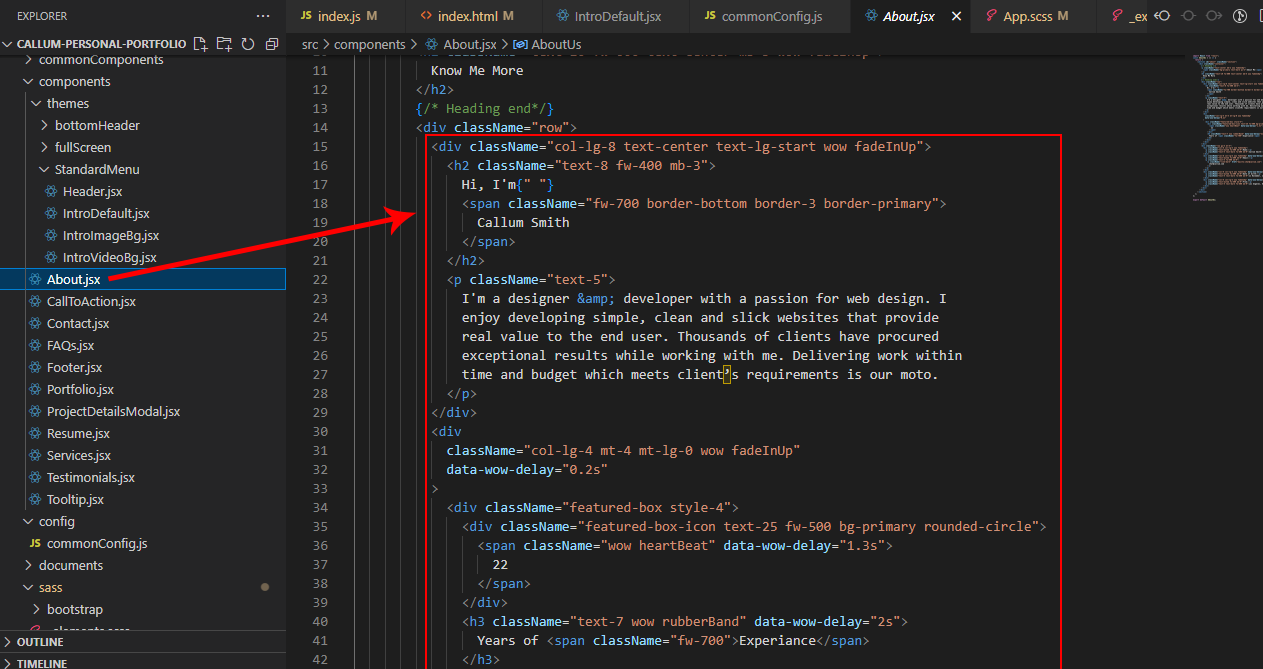 EXPLORER ...
JS index.js M
<> index.html M
IntroDefault.jsx
JS commonConfig.js
About.jsx ×
App.scss M
_ex
CALLUM-PERSONAL-PORTFOLIO
src > components > About.jsx > AboutUs
commonComponents
components
themes
bottomHeader
fullScreen
StandardMenu
Header.jsx
IntroDefault.jsx
IntroImageBg.jsx
IntroVideoBg.jsx
About.jsx
CallToAction.jsx
Contact.jsx
FAQs.jsx
Footer.jsx
Portfolio.jsx
ProjectDetailsModal.jsx
Resume.jsx
Services.jsx
Testimonials.jsx
Tooltip.jsx
config
JS commonConfig.js
documents
sass
bootstrap
OUTLINE
TIMELINE
11 Know Me More
12 </h2>
13 {/* Heading end*/}
14 <div className="row">
15 <div className="col-lg-8 text-center text-lg-start wow fadeInUp">
16 <h2 className="text-8 fw-400 mb-3">
17 Hi, I'm{" "}
18 <span className="fw-700 border-bottom border-3 border-primary">
19 Callum Smith
20 </span>
21 </h2>
22 <p className="text-5">
23 I'm a designer &amp; developer with a passion for web design. I
24 enjoy developing simple, clean and slick websites that provide
25 real value to the end user. Thousands of clients have procured
26 exceptional results while working with me. Delivering work within
27 time and budget which meets client’s requirements is our moto.
28 </p>
29 </div>
30 <div
31 className="col-lg-4 mt-4 mt-lg-0 wow fadeInUp"
32 data-wow-delay="0.2s"
33 >
34 <div className="featured-box style-4">
35 <div className="featured-box-icon text-25 fw-500 bg-primary rounded-circle">
36 <span className="wow heartBeat" data-wow-delay="1.3s">
37 22
38 </span>
39 </div>
40 <h3 className="text-7 wow rubberBand" data-wow-delay="2s">
41 Years of <span className="fw-700">Experiance</span>
42 </h3>